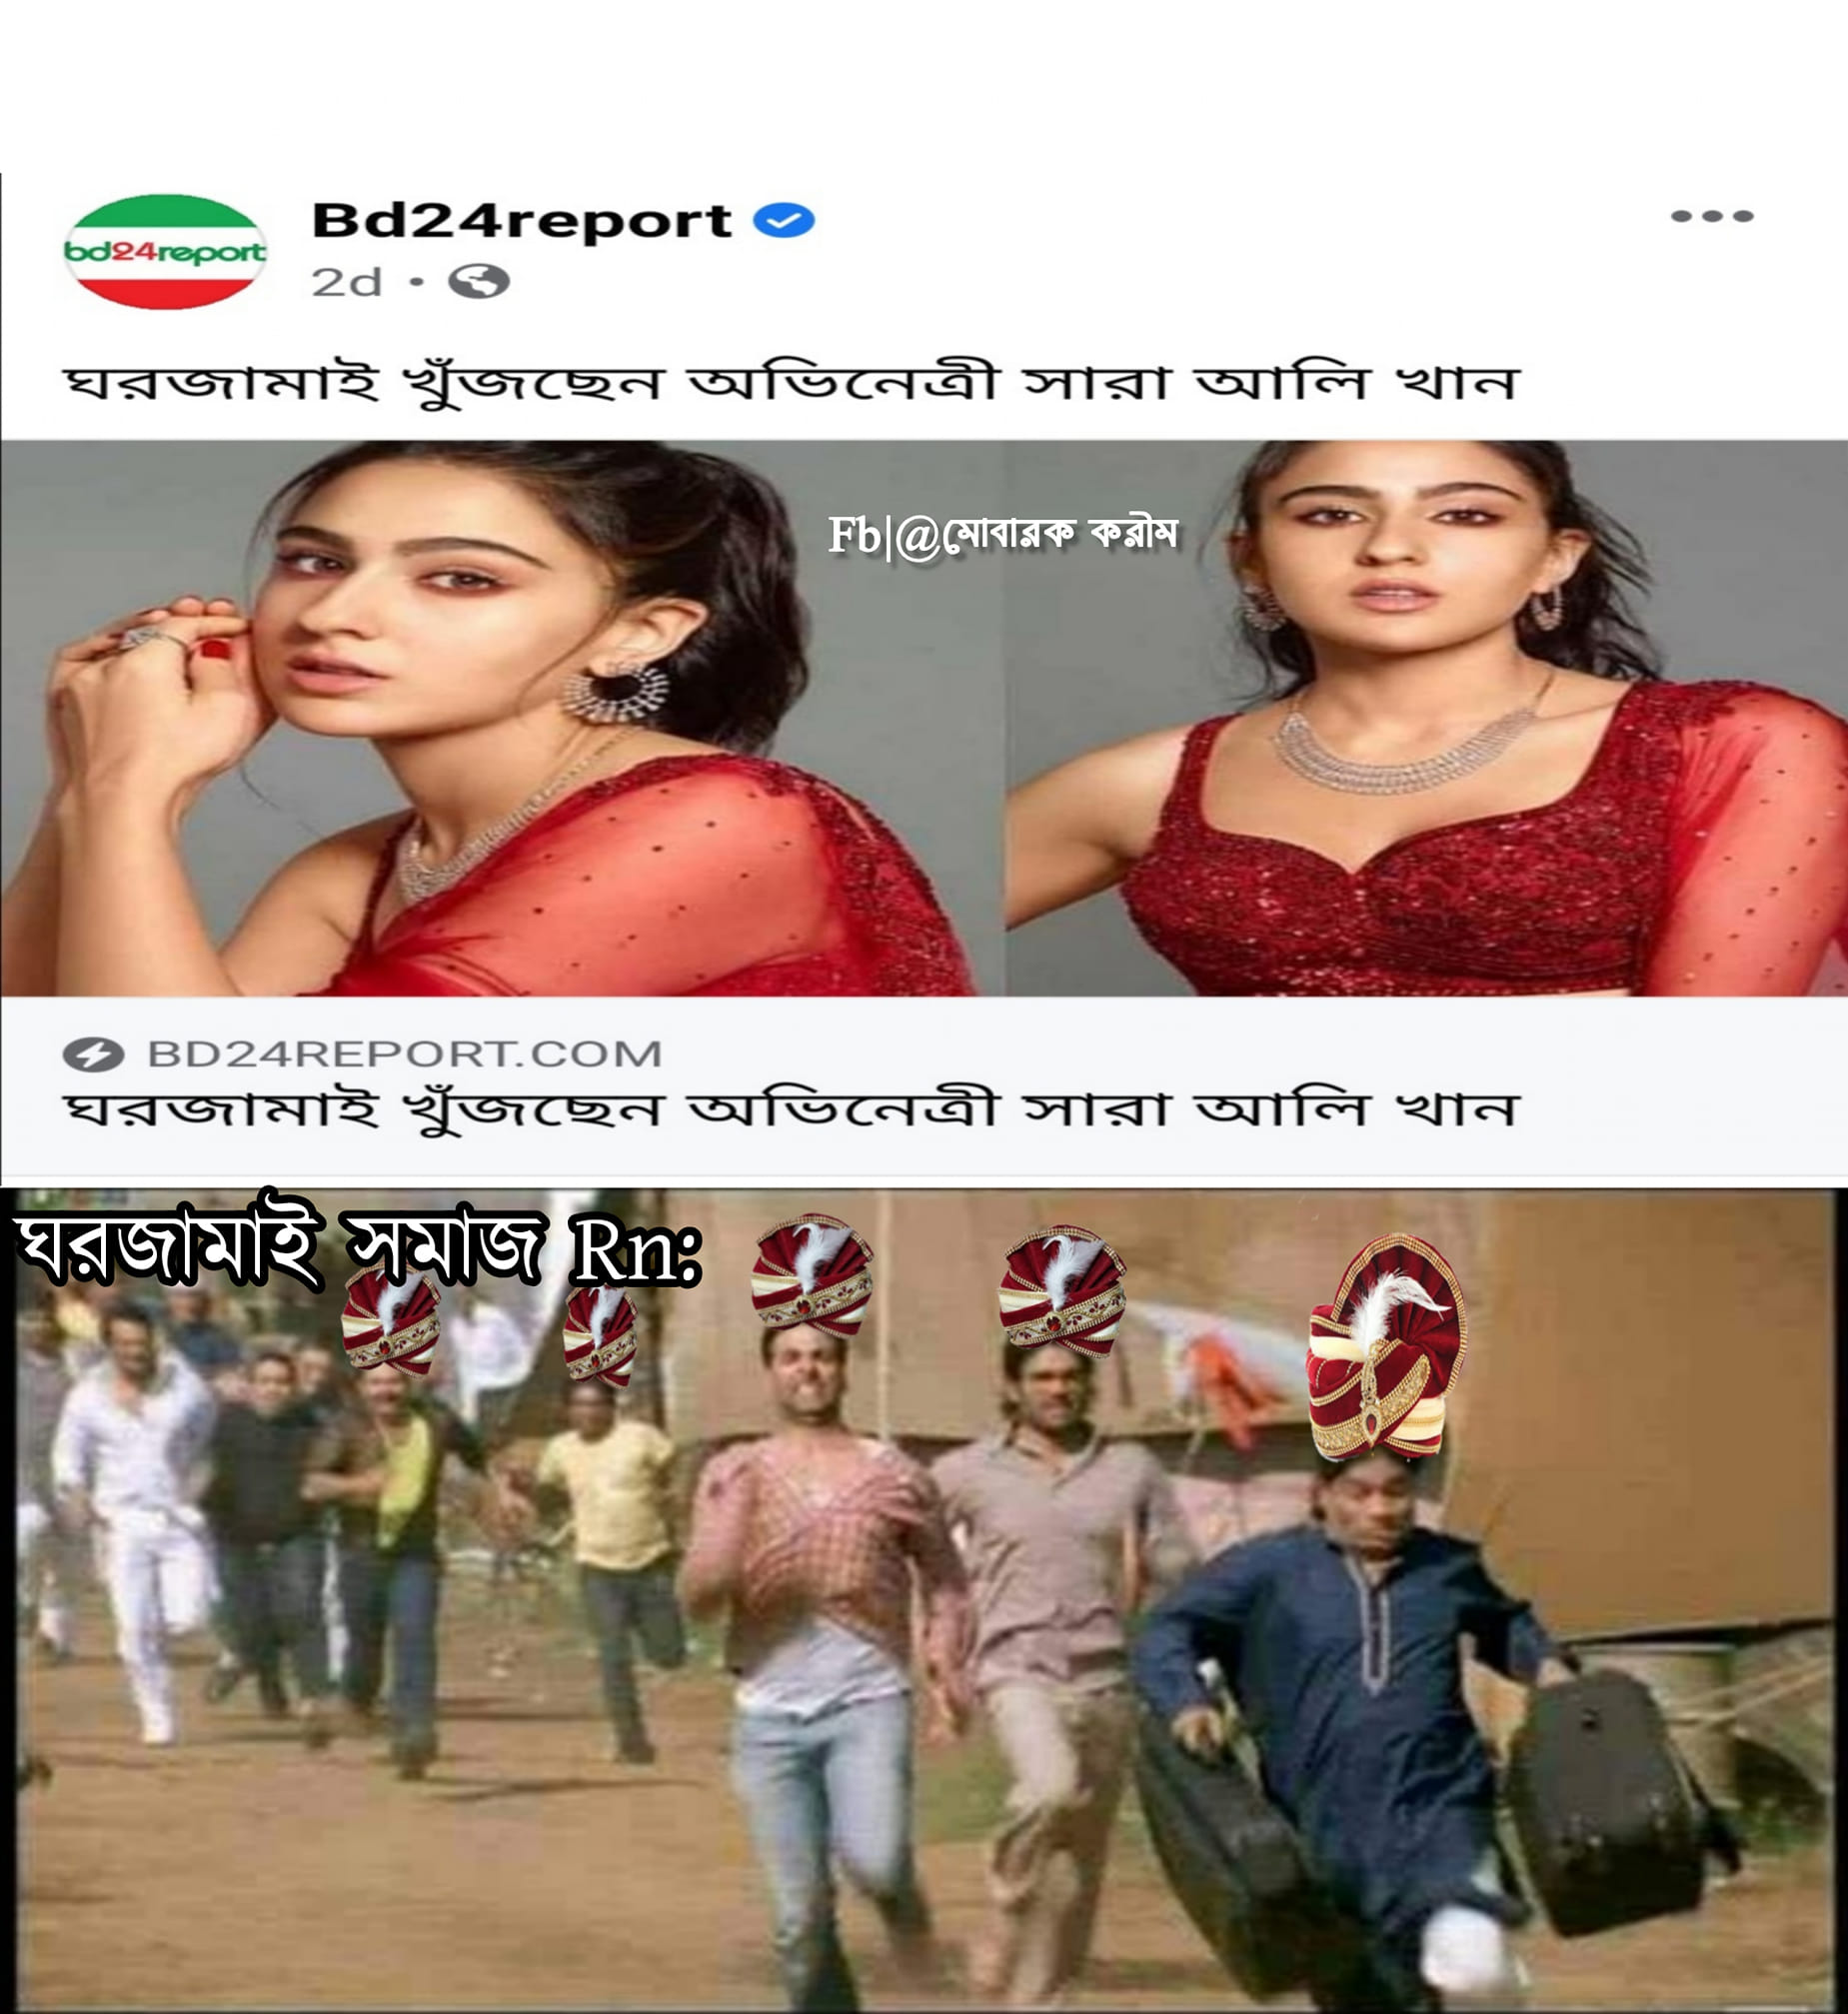 bd24report
Bd24report
2d
ঘরজামাই খুঁজছেন অভিনেত্রী সারা আলি খান
Fb|@মোবারক করীম
BD24REPORT.COM
ঘরজামাই খুঁজছেন অভিনেত্রী সারা আলি খান
ঘরজামাই সমাজ Rn: